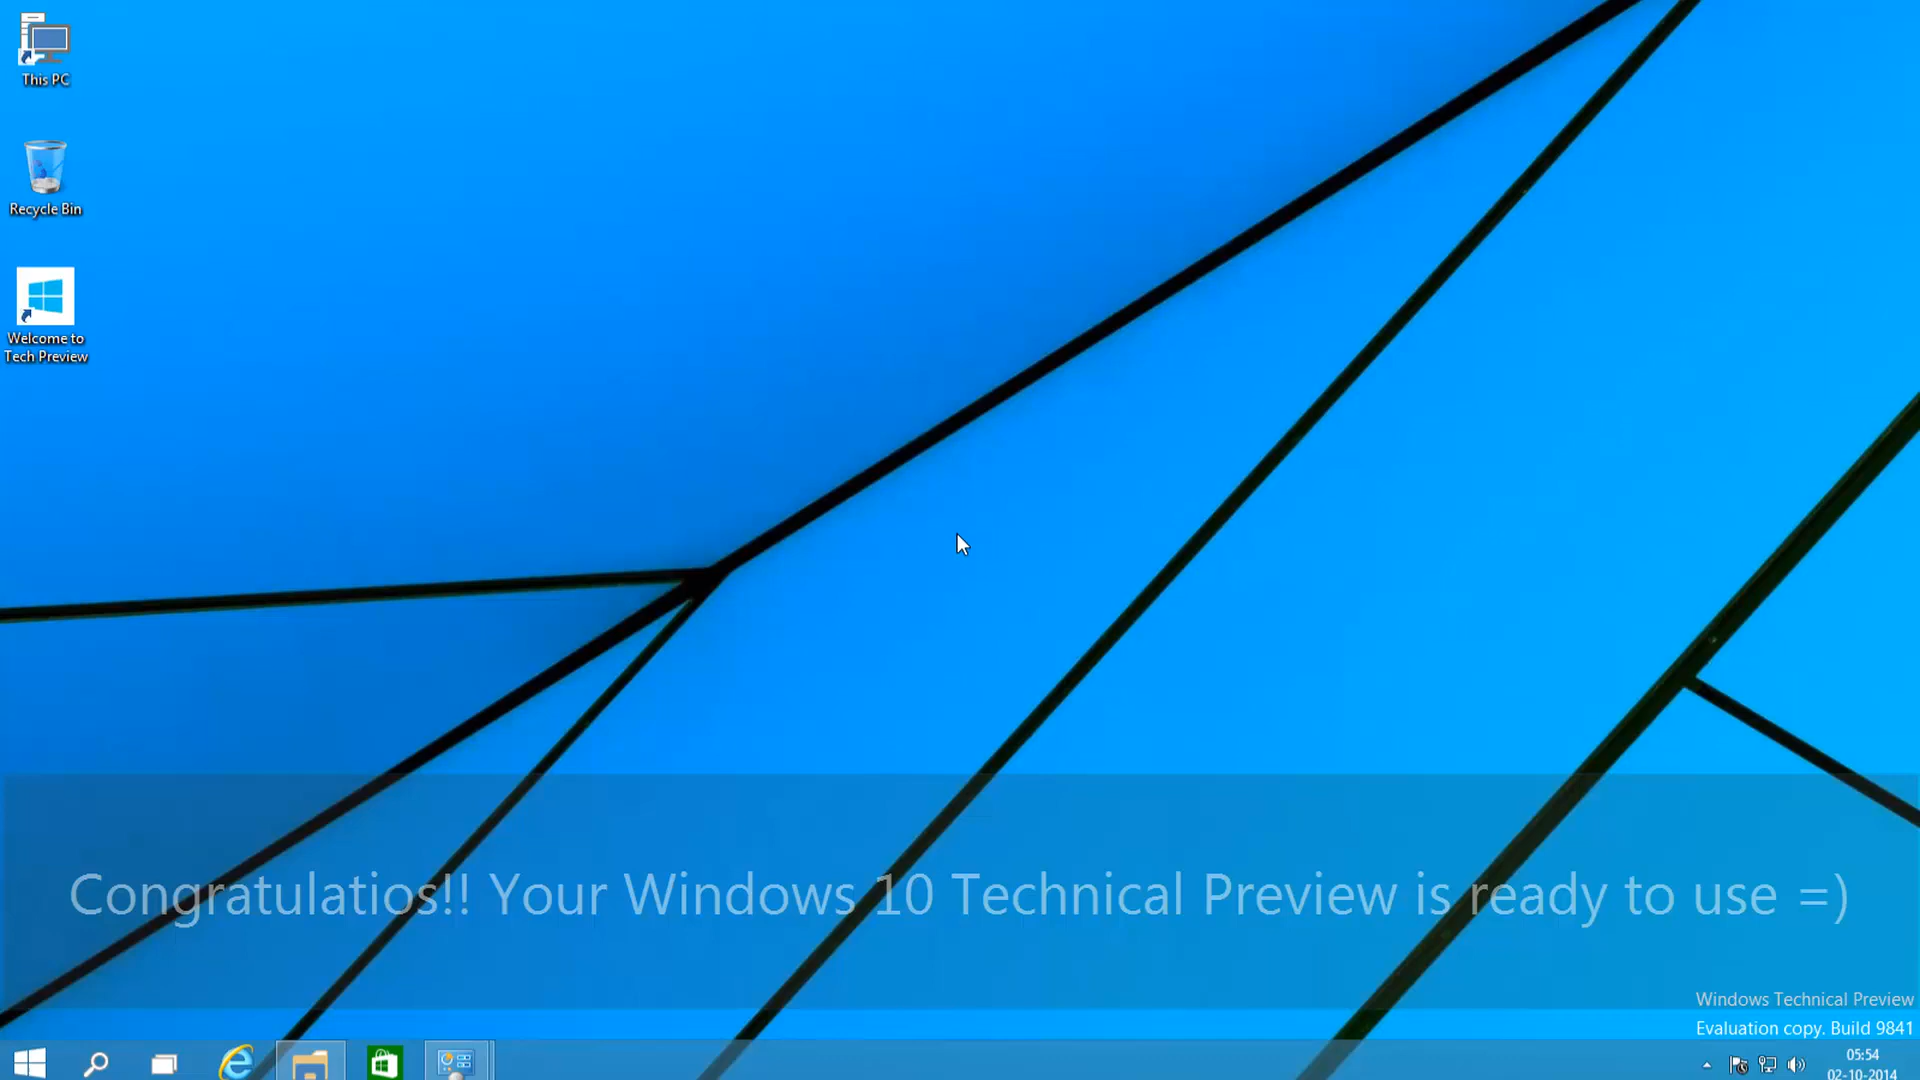 This PC
Recycle Bin
Welcome to
Tech Preview
Congratulatios!! Your Windows 10 Technical Preview is ready to use =)
Windows Technical Preview
Evaluation copy. Build 9841
05:54
02-10-2014